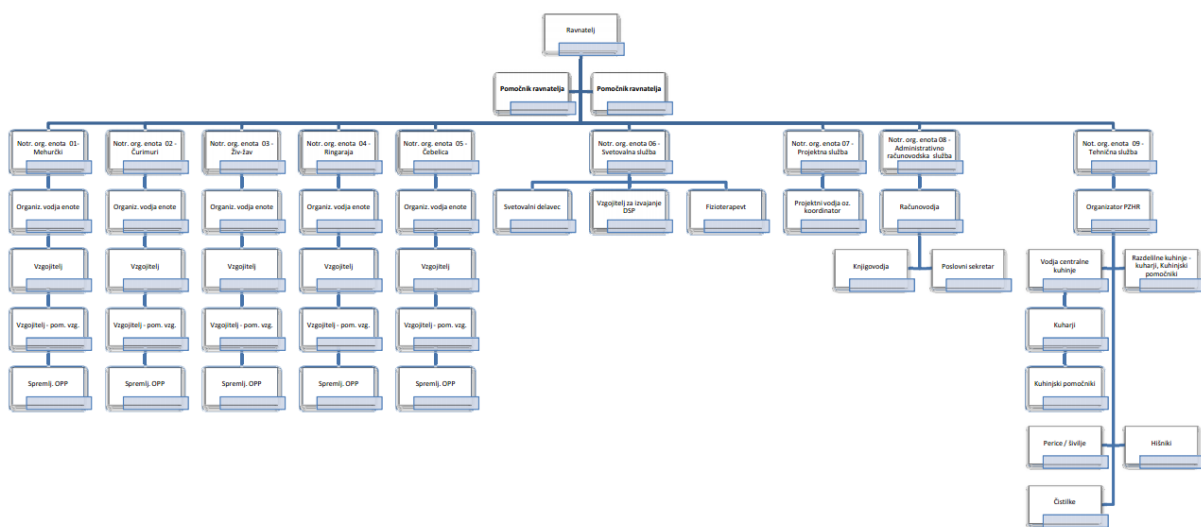 Ravnatelj
Pomočnik ravnatelja
Pomočnik ravnatelja
Notr. org. enota 01-
Mehurčki
Notr. org. enota 02 -
Čurimuri
Notr. org. enota 03 -
Živ-žav
Notr. org. enota 04 -
Ringaraja
Notr. org. enota 05 -
Čebelica
Notr. org. enota 06 -
Svetovalna služba
Notr. org. enota 07 -
Projektna služba
Notr. org. enota 08 -
Administrativno
računovodska služba
Not. org. enota 09 -
Tehnična služba
Organiz. vodja enote
Organiz. vodja enote
Organiz. vodja enote
Organiz. vodja enote
Organiz. vodja enote
Svetovalni delavec
Vzgojitelj za izvajanje
DSP
Fizioterapevt
Projektni vodja oz.
koordinator
Računovodja
Organizator PZHR
Vzgojitelj
Vzgojitelj
Vzgojitelj
Vzgojitelj
Vzgojitelj
Knjigovodja
Poslovni sekretar
Vodja centralne
kuhinje
Razdelilne kuhinje -
kuharji, Kuhinjski
pomočniki
Vzgojitelj - pom. vzg.
Vzgojitelj - pom. vzg.
Vzgojitelj - pom. vzg.
Vzgojitelj - pom. vzg.
Vzgojitelj - pom. vzg.
Kuharji
Spremlj. OPP
Spremlj. OPP
Spremlj. OPP
Spremlj. OPP
Spremlj. OPP
Kuhinjski pomočniki
Perice / šivilje
Hišniki
Čistilke